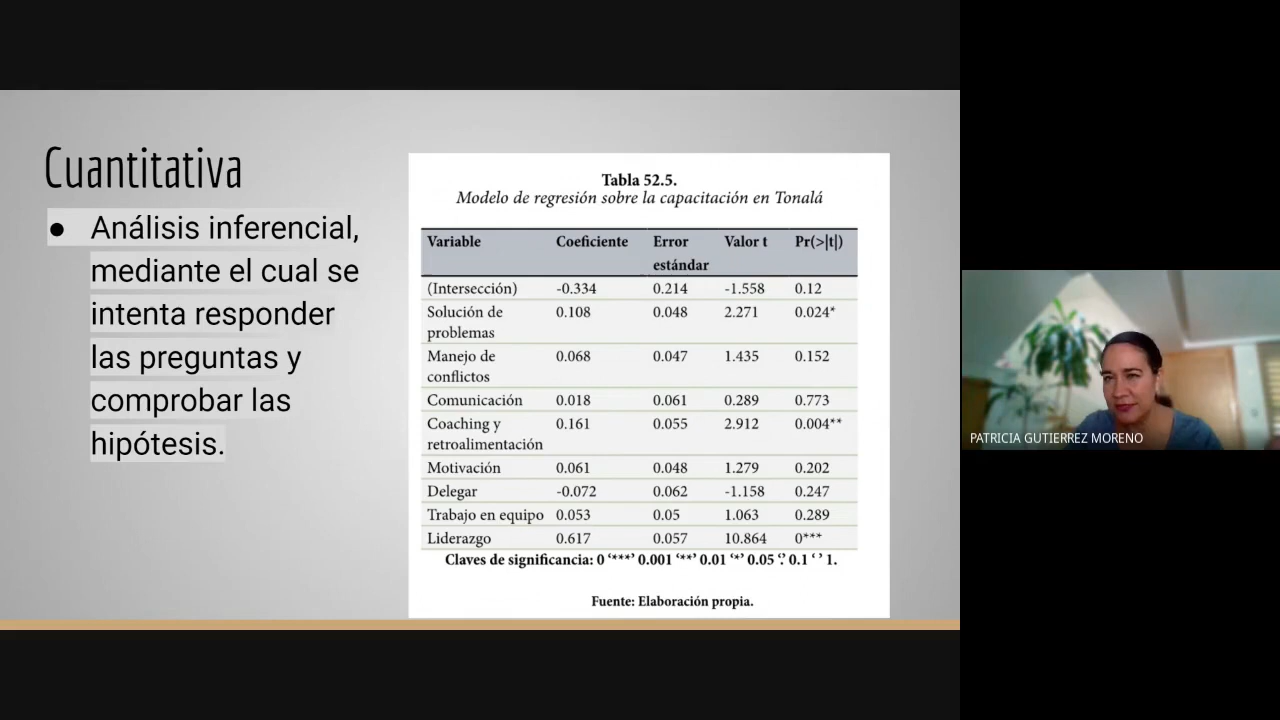 Cuantitativa
● Análisis inferencial,
mediante el cual se
intenta responder
las preguntas y
comprobar las
hipótesis.
Tabla 52.5.
Modelo de regresión sobre la capacitación en Tonalá
Variable Coeficiente Error estándar Valor t Pr(>|t|)
(Intersección) -0.334 0.214 -1.558 0.12
Solución de problemas 0.108 0.048 2.271 0.024*
Manejo de conflictos 0.068 0.047 1.435 0.152
Comunicación 0.018 0.061 0.289 0.773
Coaching y retroalimentación 0.161 0.055 2.912 0.004**
Motivación 0.061 0.048 1.279 0.202
Delegar -0.072 0.062 -1.158 0.247
Trabajo en equipo 0.053 0.05 1.063 0.289
Liderazgo 0.617 0.057 10.864 0***
Claves de significancia: 0 ‘***’ 0.001 ‘**’ 0.01 ‘*’ 0.05 ‘.’ 0.1 ‘ ’ 1.
Fuente: Elaboración propia.
PATRICIA GUTIERREZ MORENO